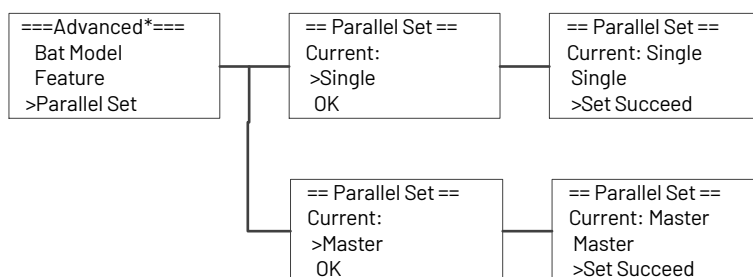 ===Advanced*===
Bat Model
Feature
>Parallel Set
== Parallel Set ==
Current:
>Single
OK
== Parallel Set ==
Current: Single
Single
>Set Succeed
== Parallel Set ==
Current:
>Master
OK
== Parallel Set ==
Current: Master
Master
>Set Succeed